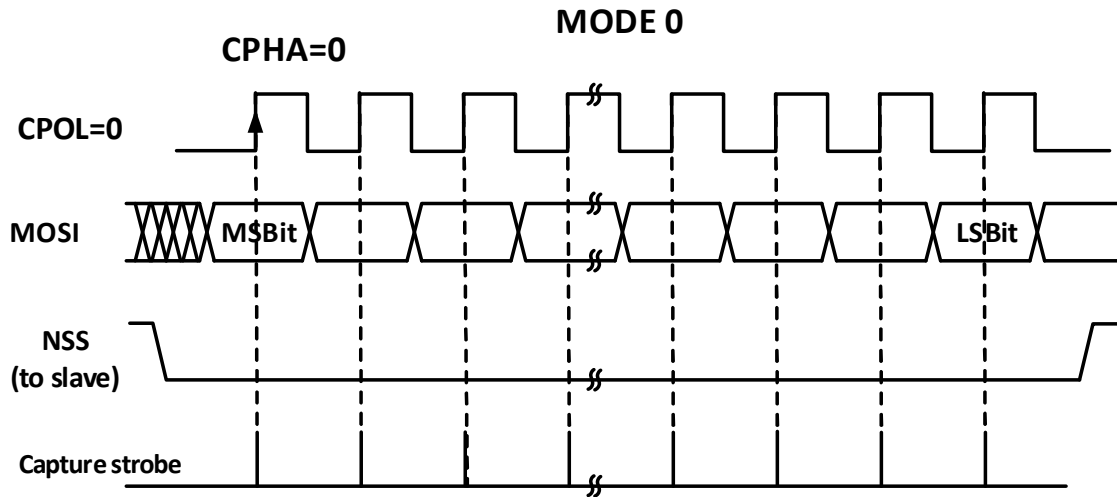 MODE 0
CPHA=0
CPOL=0
MOSI
MSBit
LSBit
NSS
(to slave)
Capture strobe